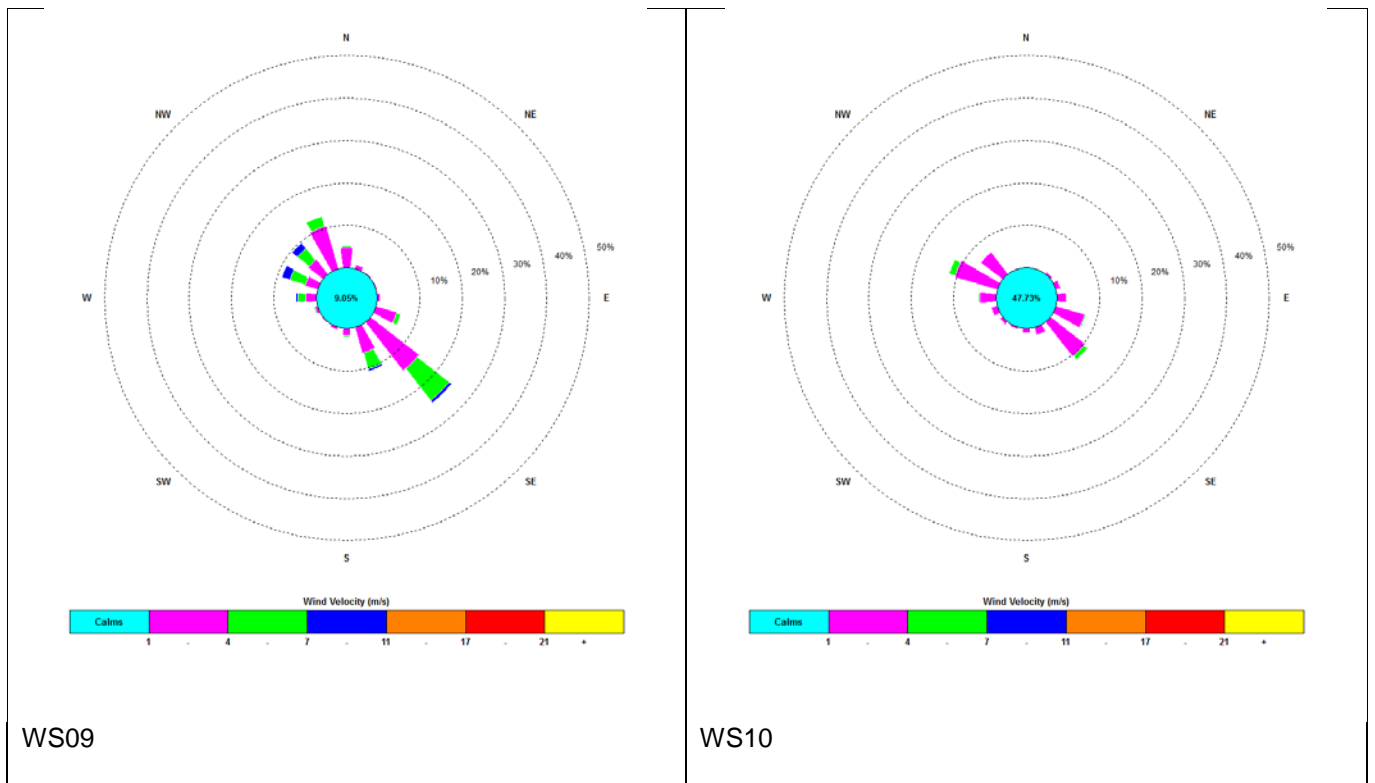 N
NW
NE
50%
40%
30%
20%
10%
W
9.05%
E
SW
SE
S
Wind Velocity (m/s)
Calms
1 - 4 - 7 - 11 - 17 - 21 +
WS09
N
NW
NE
50%
40%
30%
20%
10%
W
47.73%
E
SW
SE
S
Wind Velocity (m/s)
Calms
1 - 4 - 7 - 11 - 17 - 21 +
WS10